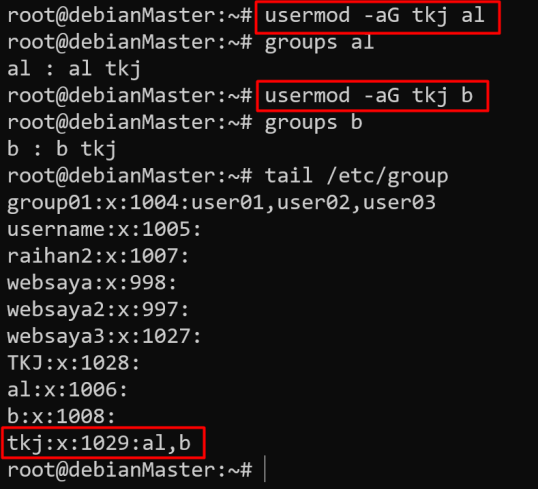 root@debianMaster:~# usermod -aG tkj al
root@debianMaster:~# groups al
al : al tkj
root@debianMaster:~# usermod -aG tkj b
root@debianMaster:~# groups b
b : b tkj
root@debianMaster:~# tail /etc/group
group01:x:1004:user01,user02,user03
username:x:1005:
raihan2:x:1007:
websaya:x:998:
websaya2:x:997:
websaya3:x:1027:
TKJ:x:1028:
al:x:1006:
b:x:1008:
tkj:x:1029:al,b
root@debianMaster:~#